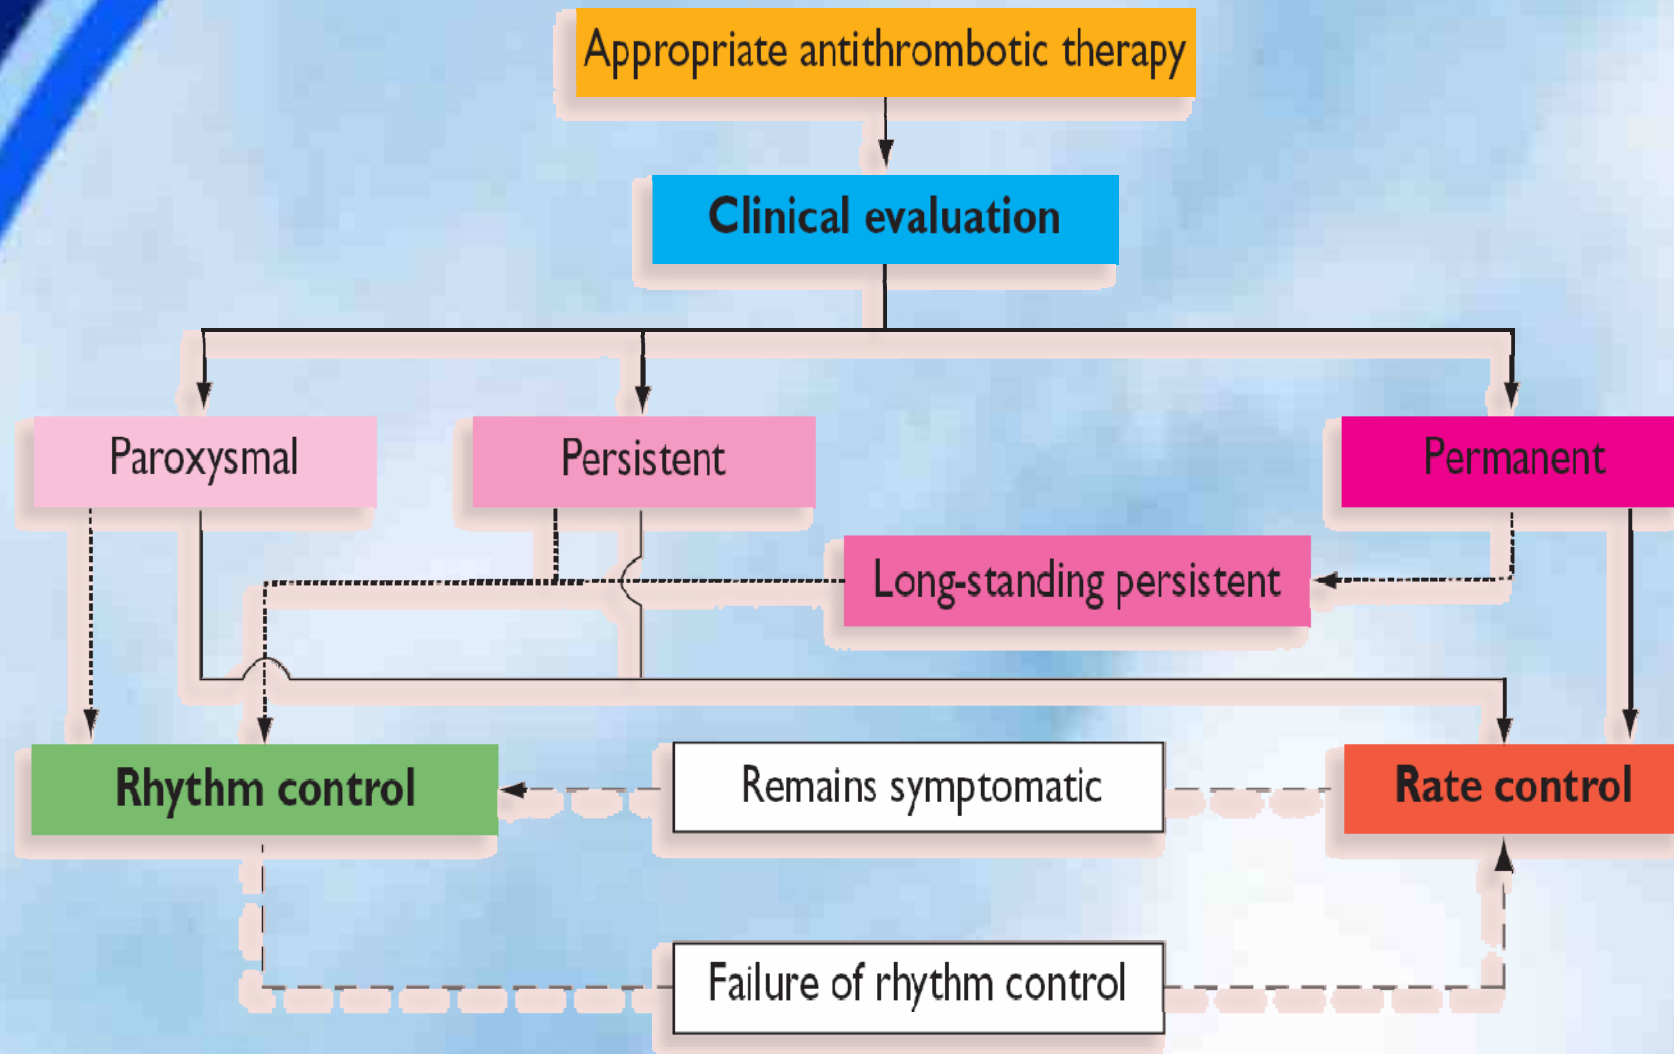 Appropriate antithrombotic therapy
Clinical evaluation
Paroxysmal
Persistent
Permanent
Long-standing persistent
Rhythm control
Remains symptomatic
Rate control
Failure of rhythm control